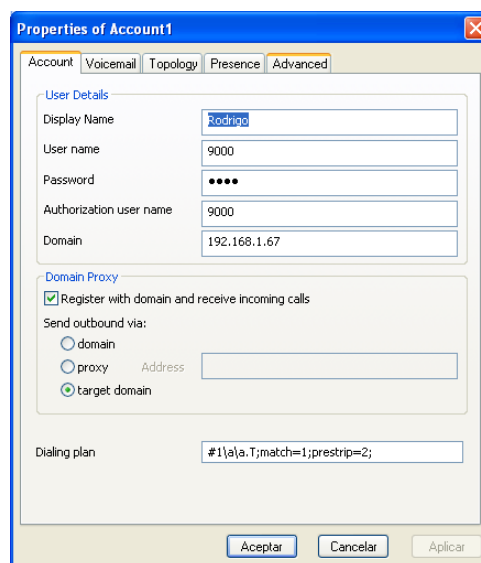 Properties of Account1
Account Voicemail Topology Presence Advanced
User Details
Display Name Rodrigo
User name 9000
Password ●●●●
Authorization user name 9000
Domain 192.168.1.67
Domain Proxy
Register with domain and receive incoming calls
Send outbound via:
domain
proxy Address
target domain
Dialing plan #1\a\a.T;match=1;prestrip=2;
Aceptar Cancelar Aplicar